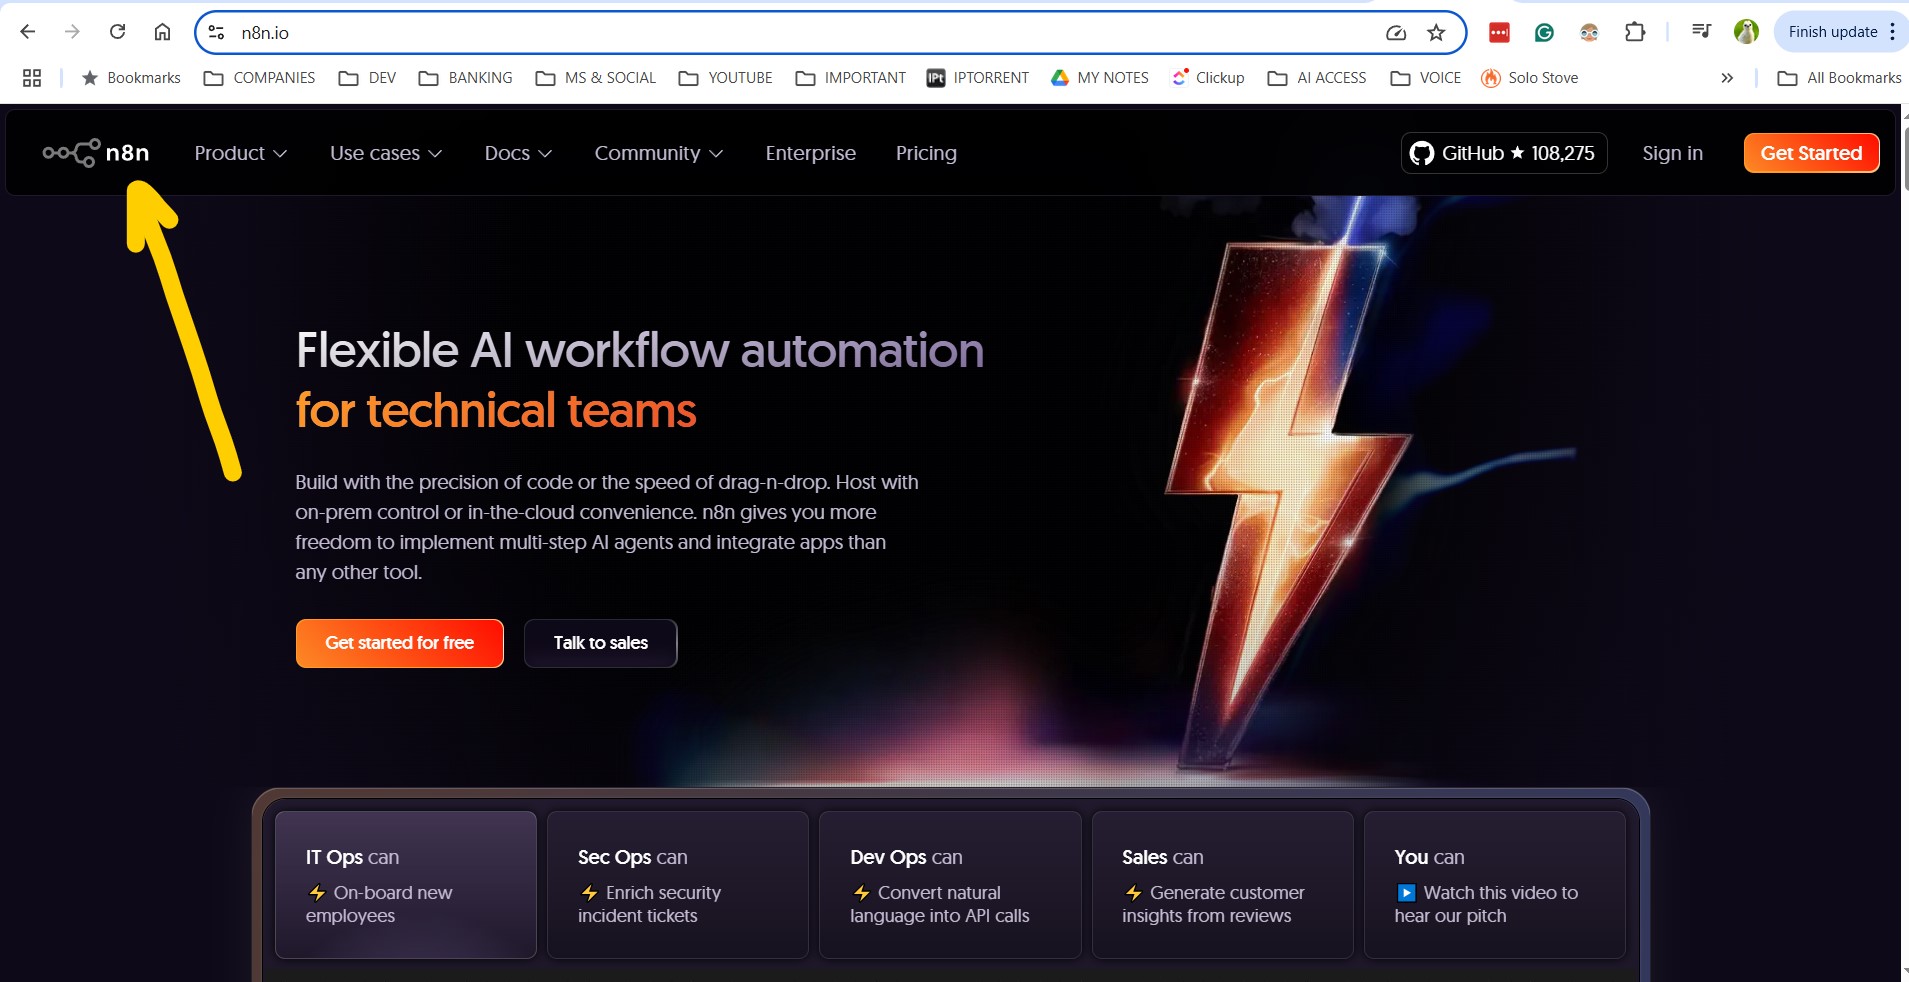 n8n.io
Finish update
Bookmarks COMPANIES DEV BANKING MS & SOCIAL YOUTUBE IMPORTANT IPt IPTORRENT MY NOTES Clickup AI ACCESS VOICE Solo Stove » All Bookmarks
n8n Product Use cases Docs Community Enterprise Pricing GitHub ★ 108,275 Sign in Get Started
Flexible AI workflow automation
for technical teams
Build with the precision of code or the speed of drag-n-drop. Host with
on-prem control or in-the-cloud convenience. n8n gives you more
freedom to implement multi-step AI agents and integrate apps than
any other tool.
Get started for free Talk to sales
IT Ops can
⚡ On-board new
employees
Sec Ops can
⚡ Enrich security
incident tickets
Dev Ops can
⚡ Convert natural
language into API calls
Sales can
⚡ Generate customer
insights from reviews
You can
▶️ Watch this video to
hear our pitch